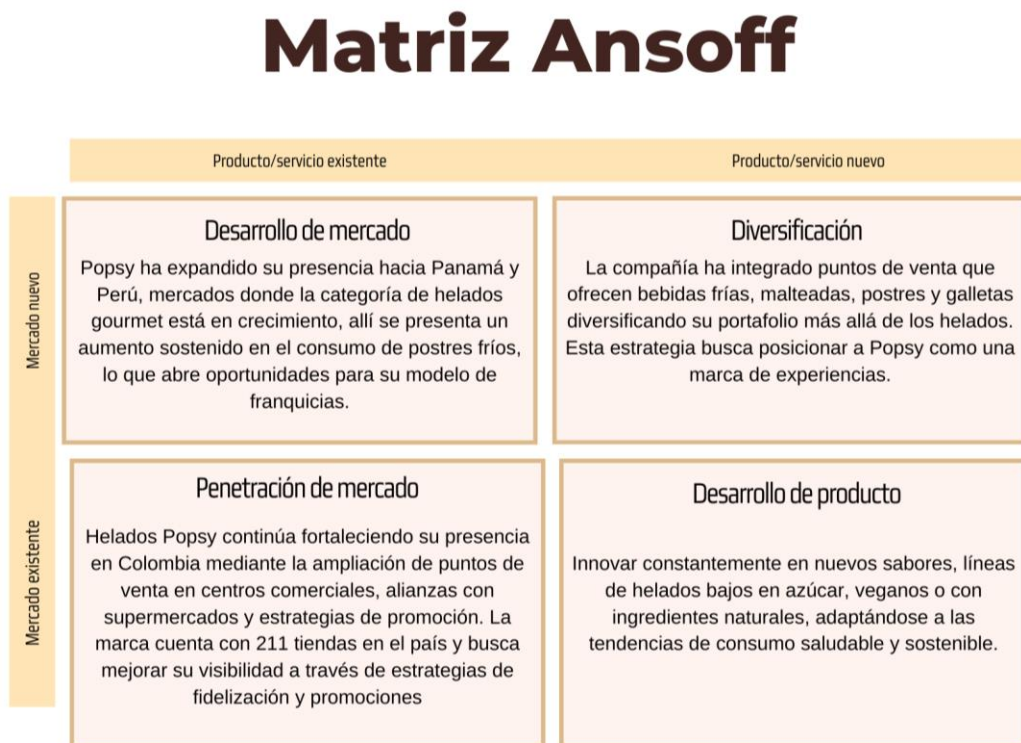 Matriz Ansoff
Producto/servicio existente
Producto/servicio nuevo
Mercado nuevo
Desarrollo de mercado
Popsy ha expandido su presencia hacia Panamá y
Perú, mercados donde la categoría de helados
gourmet está en crecimiento, allí se presenta un
aumento sostenido en el consumo de postres fríos,
lo que abre oportunidades para su modelo de
franquicias.
Diversificación
La compañía ha integrado puntos de venta que
ofrecen bebidas frías, malteadas, postres y galletas
diversificando su portafolio más allá de los helados.
Esta estrategia busca posicionar a Popsy como una
marca de experiencias.
Mercado existente
Penetración de mercado
Helados Popsy continúa fortaleciendo su presencia
en Colombia mediante la ampliación de puntos de
venta en centros comerciales, alianzas con
supermercados y estrategias de promoción. La
marca cuenta con 211 tiendas en el país y busca
mejorar su visibilidad a través de estrategias de
fidelización y promociones
Desarrollo de producto
Innovar constantemente en nuevos sabores, líneas
de helados bajos en azúcar, veganos o con
ingredientes naturales, adaptándose a las
tendencias de consumo saludable y sostenible.